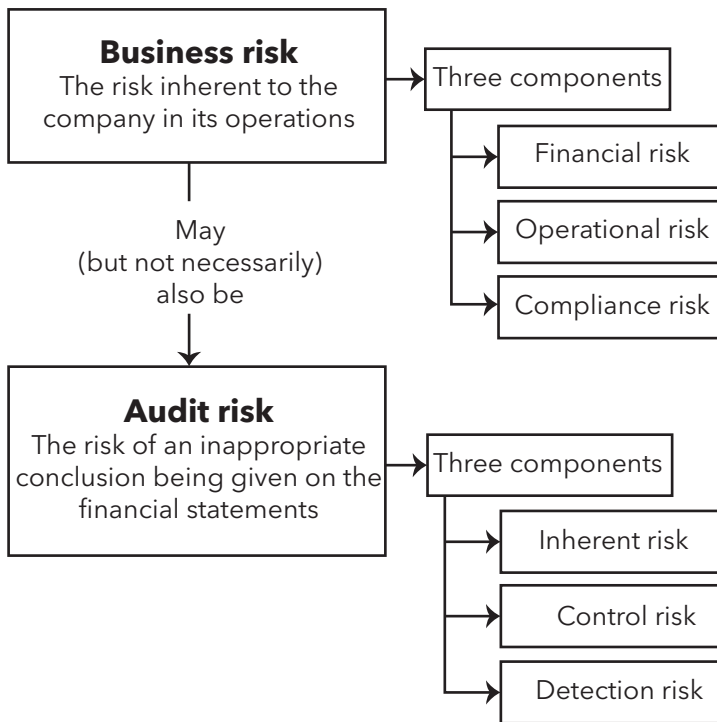 Business risk
The risk inherent to the
company in its operations
Three components
Financial risk
Operational risk
Compliance risk
May
(but not necessarily)
also be
Audit risk
The risk of an inappropriate
conclusion being given on the
financial statements
Three components
Inherent risk
Control risk
Detection risk